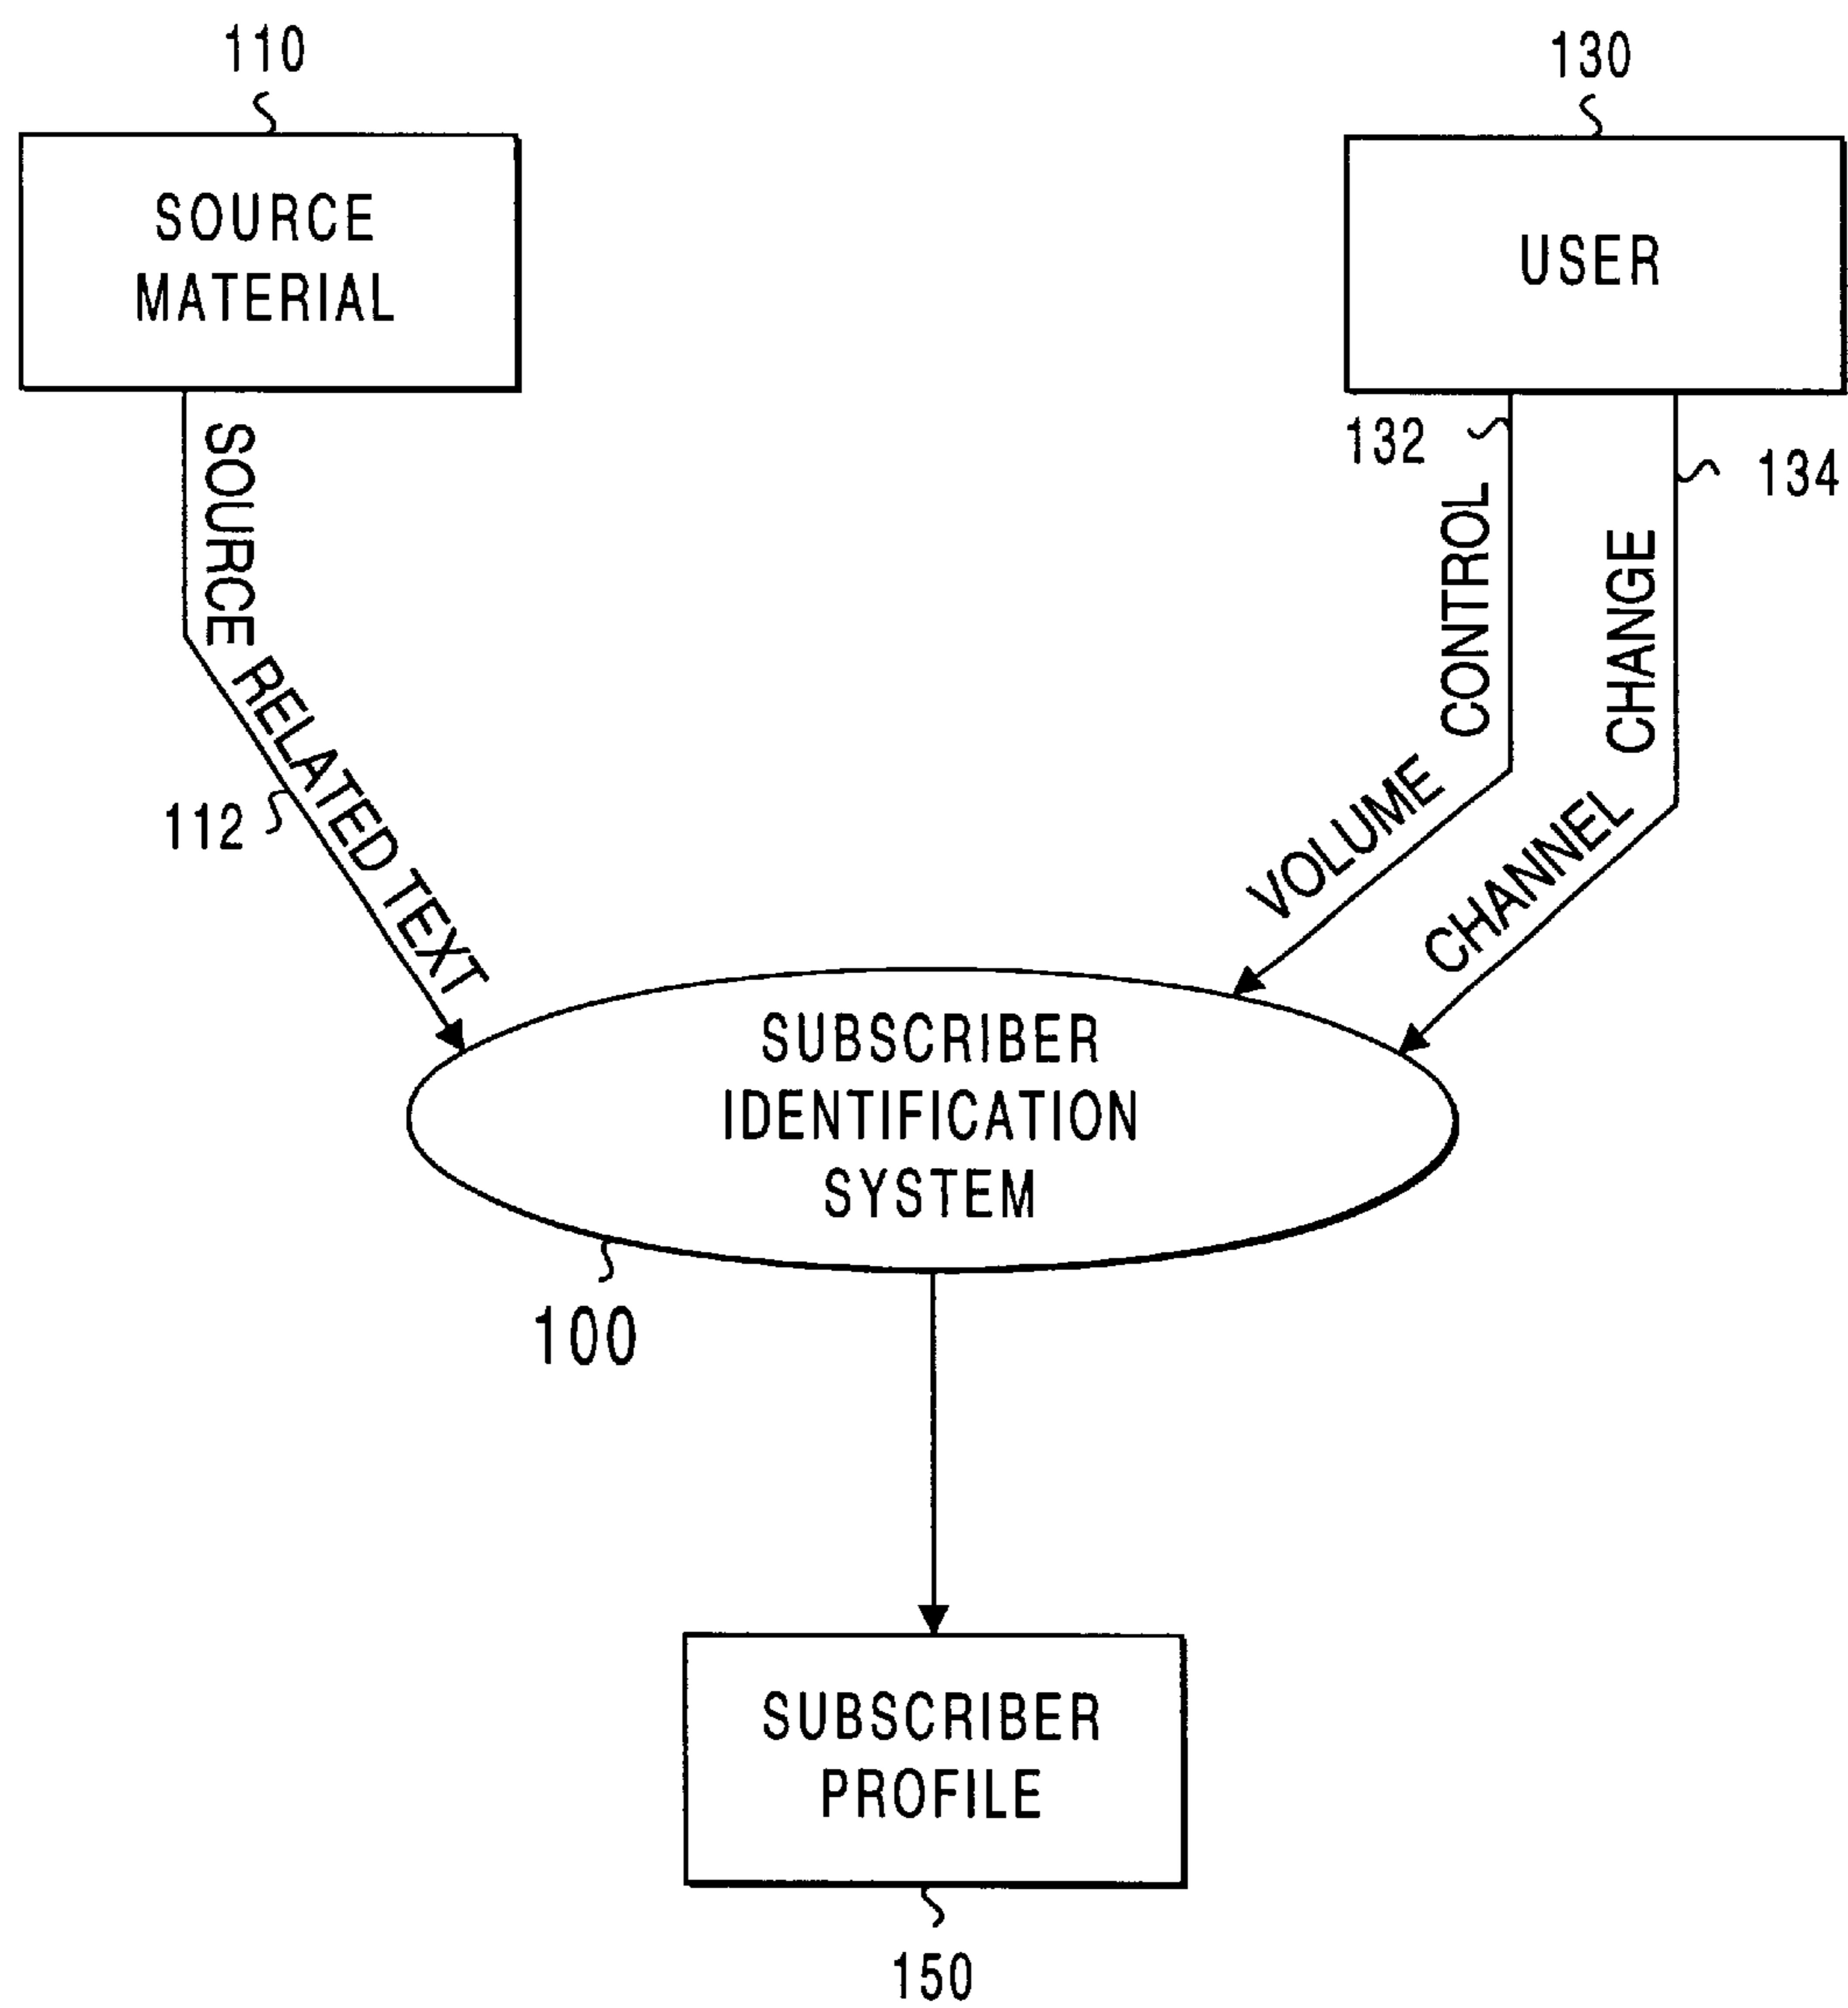 110
130
SOURCE
MATERIAL
USER
132
134
SOURCE RELATED TEXT
112
VOLUME CONTROL
CHANNEL CHANGE
SUBSCRIBER
IDENTIFICATION
SYSTEM
100
SUBSCRIBER
PROFILE
150